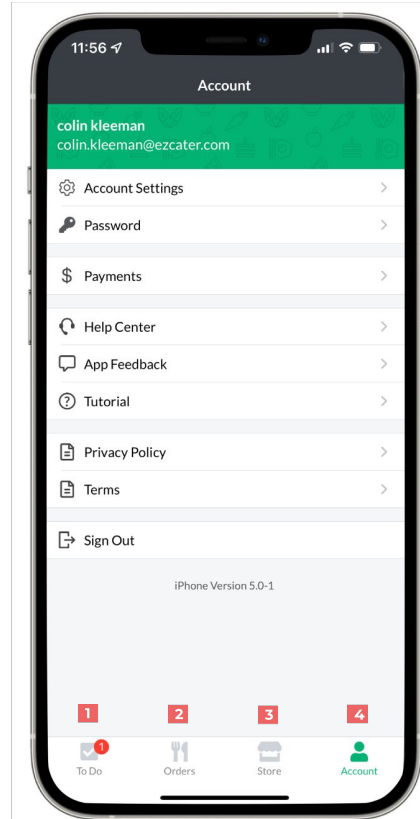 11:56
Account
colin kleeman
colin.kleeman@ezcater.com
Account Settings
Password
$ Payments
Help Center
App Feedback
? Tutorial
Privacy Policy
Terms
Sign Out
iPhone Version 5.0-1
1 2 3 4
1
To Do Orders Store Account